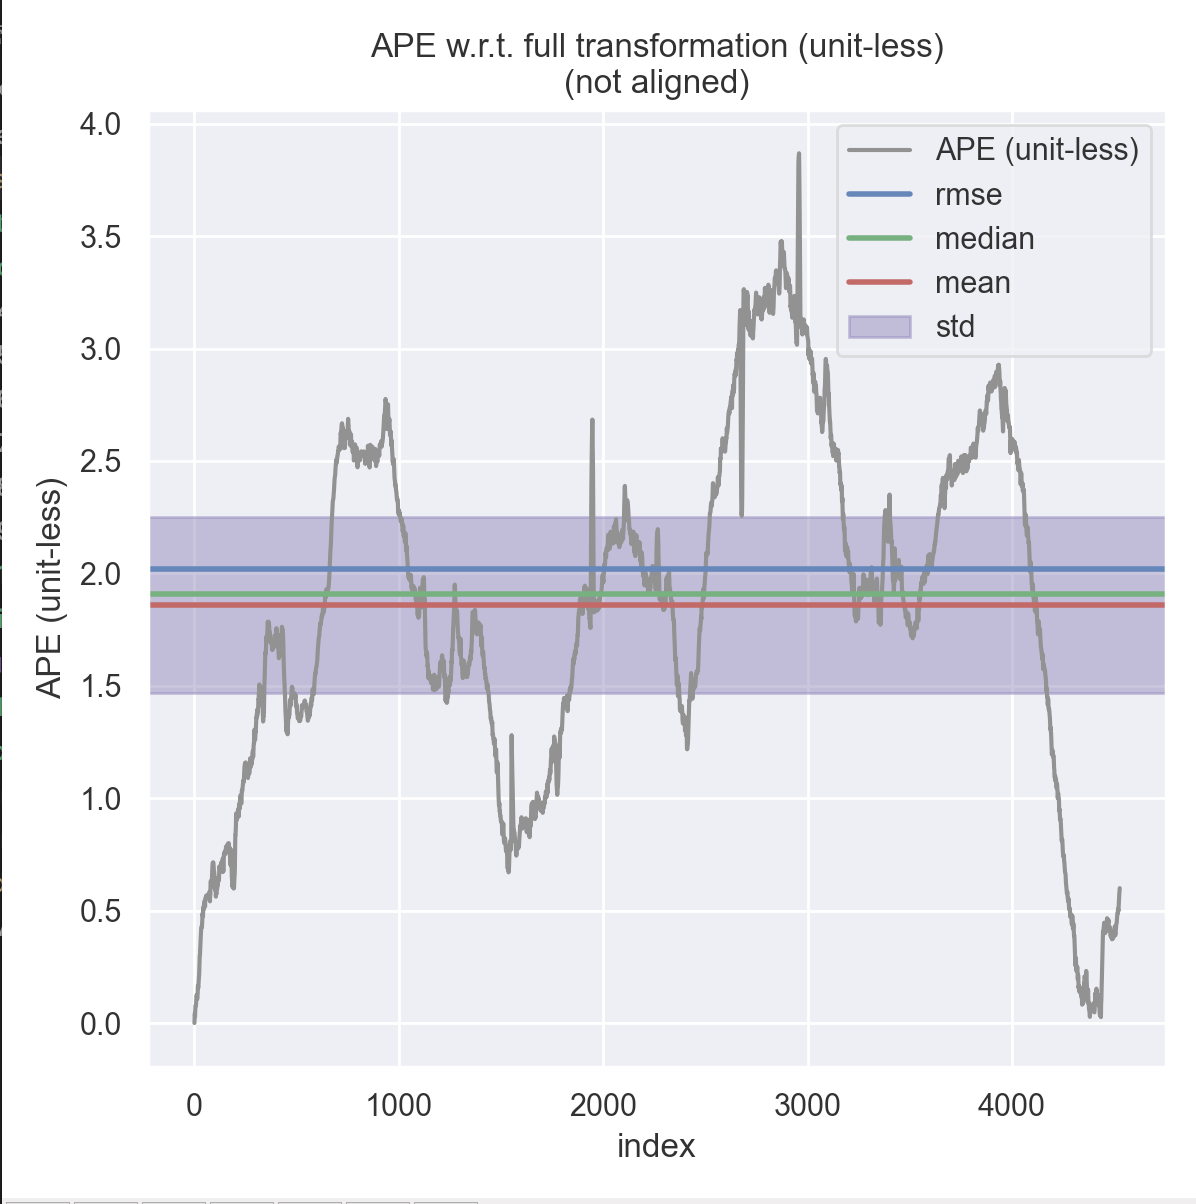 APE w.r.t. full transformation (unit-less)
(not aligned)
4.0
3.5
3.0
2.5
2.0
1.5
1.0
0.5
0.0
APE (unit-less)
APE (unit-less)
rmse
median
mean
std
0 1000 2000 3000 4000
index